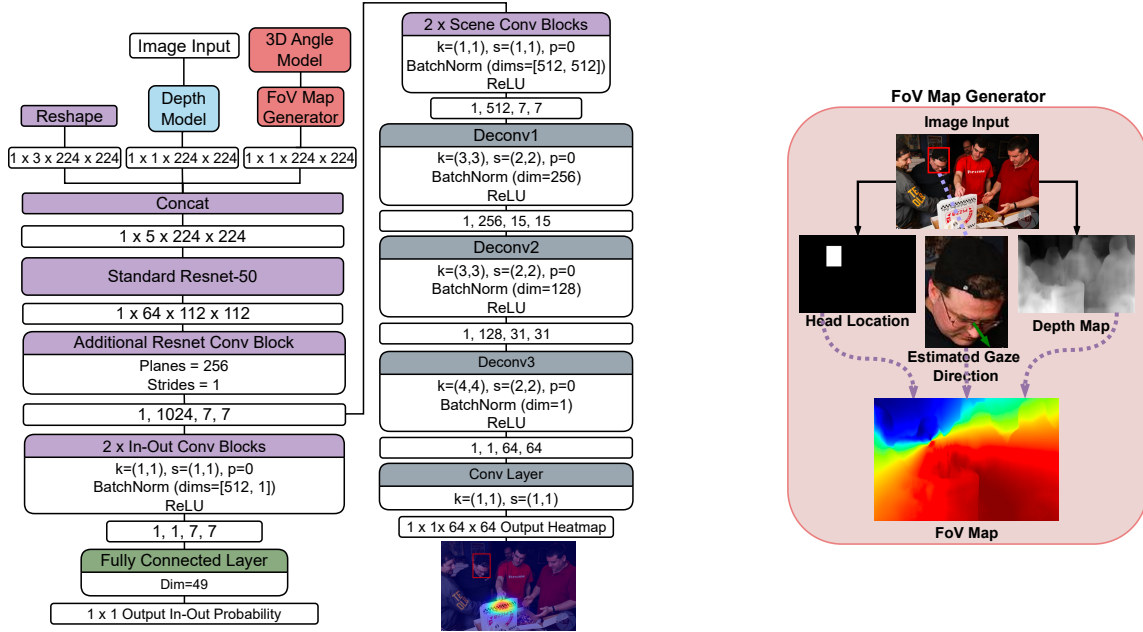 Image Input
3D Angle
Model
Reshape
Depth
Model
FoV Map
Generator
1 x 3 x 224 x 224
1 x 1 x 224 x 224
1 x 1 x 224 x 224
Concat
1 x 5 x 224 x 224
Standard Resnet-50
1 x 64 x 112 x 112
Additional Resnet Conv Block
Planes = 256
Strides = 1
1, 1024, 7, 7
2 x In-Out Conv Blocks
k=(1,1), s=(1,1), p=0
BatchNorm (dims=[512, 1])
ReLU
1, 1, 7, 7
Fully Connected Layer
Dim=49
1 x 1 Output In-Out Probability
2 x Scene Conv Blocks
k=(1,1), s=(1,1), p=0
BatchNorm (dims=[512, 512])
ReLU
1, 512, 7, 7
Deconv1
k=(3,3), s=(2,2), p=0
BatchNorm (dim=256)
ReLU
1, 256, 15, 15
Deconv2
k=(3,3), s=(2,2), p=0
BatchNorm (dim=128)
ReLU
1, 128, 31, 31
Deconv3
k=(4,4), s=(2,2), p=0
BatchNorm (dim=1)
ReLU
1, 1, 64, 64
Conv Layer
k=(1,1), s=(1,1)
1 x 1x 64 x 64 Output Heatmap
FoV Map Generator
Image Input
Head Location
Estimated Gaze
Direction
Depth Map
FoV Map